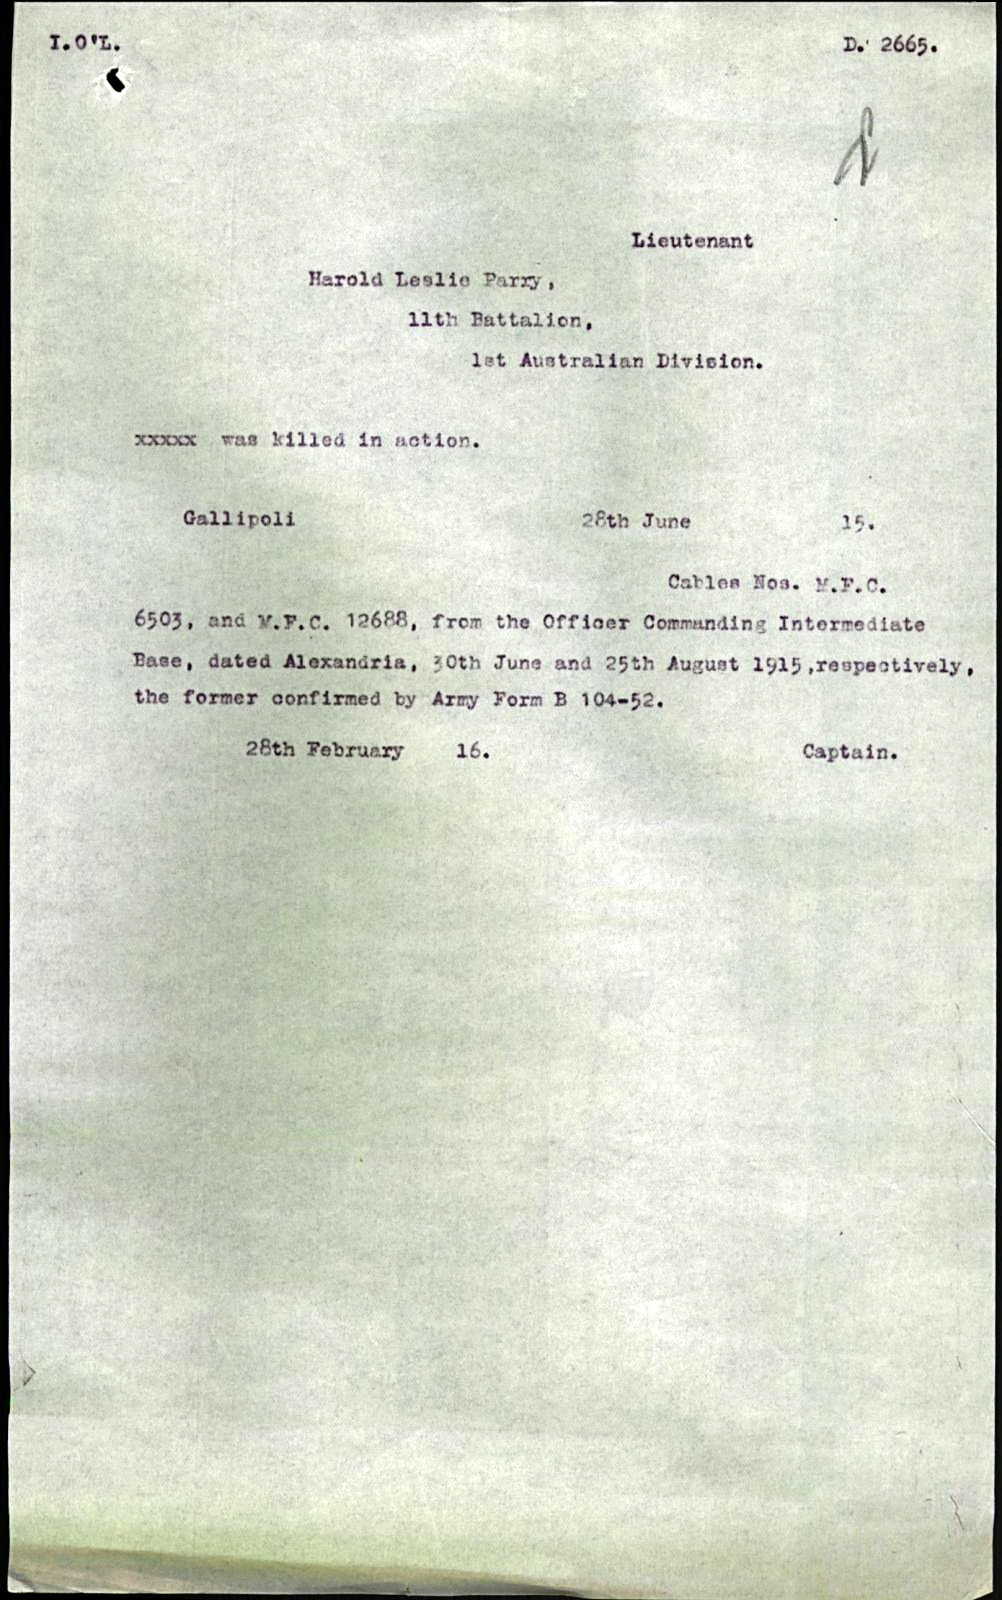 I.O'L.
D. 2665.
Lieutenant
Harold Leslie Parry,
11th Battalion,
1st Australian Division.
xxxxx was killed in action.
Gallipoli 28th June 15.
Cables Nos. M.F.C.
6503, and M.F.C. 12688, from the Officer Commanding Intermediate
Base, dated Alexandria, 30th June and 25th August 1915,respectively,
the former confirmed by Army Form B 104-52.
28th February 16. Captain.